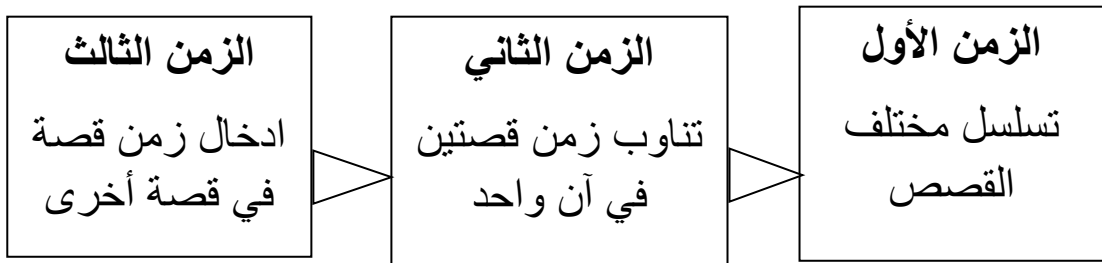 الزمن الأول
تسلسل مختلف
القصص
الزمن الثاني
تناوب زمن قصتين
في آن واحد
الزمن الثالث
ادخال زمن قصة
في قصة أخرى